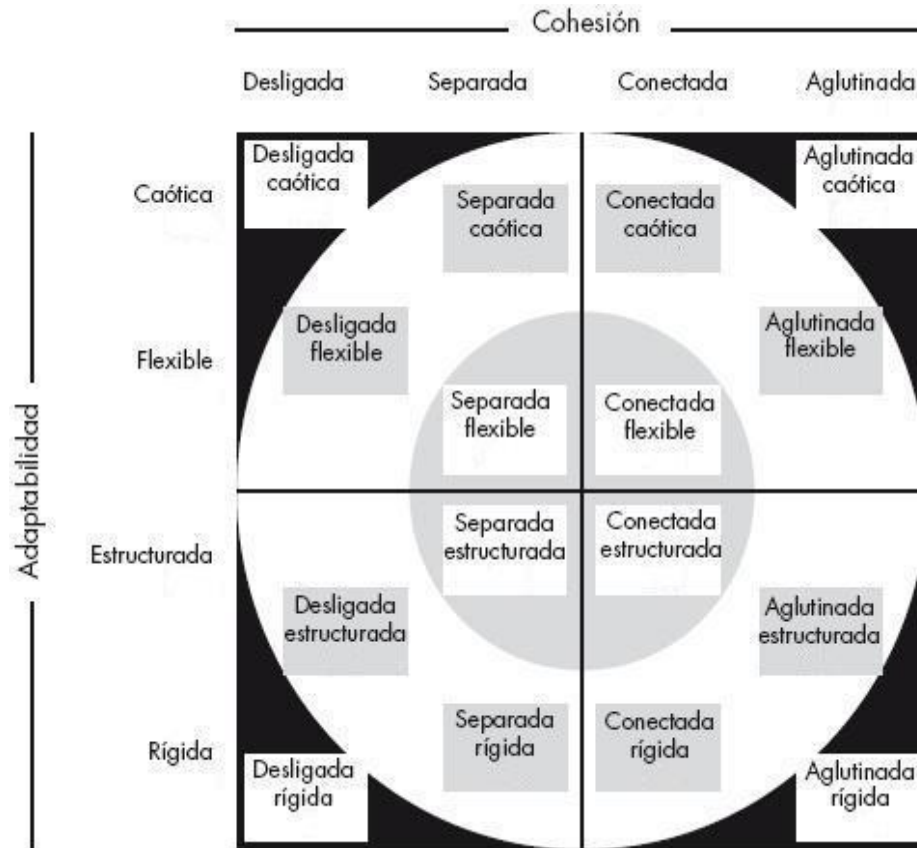 Cohesión
Desligada Separada Conectada Aglutinada
Adaptabilidad
Caótica
Flexible
Estructurada
Rígida
Desligada
caótica
Aglutinada
caótica
Separada
caótica
Conectada
caótica
Desligada
flexible
Aglutinada
flexible
Separada
flexible
Conectada
flexible
Separada
estructurada
Conectada
estructurada
Desligada
estructurada
Aglutinada
estructurada
Separada
rígida
Conectada
rígida
Desligada
rígida
Aglutinada
rígida